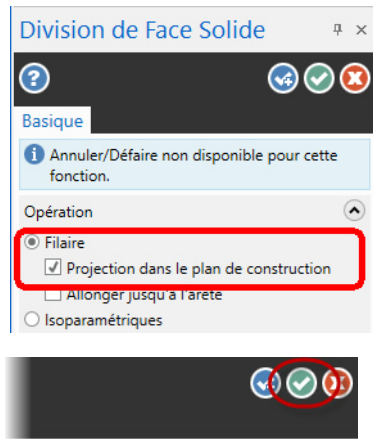 Division de Face Solide
Basique
Annuler/Défaire non disponible pour cette
fonction.
Opération
Filaire
Projection dans le plan de construction
Allonger jusqu'à l'arête
Isoparamétriques